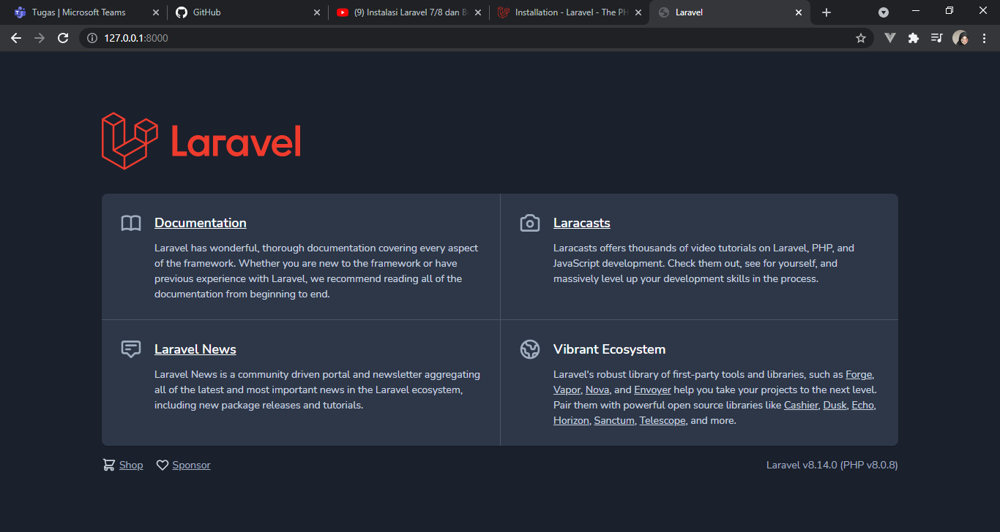 Tugas | Microsoft Teams
GitHub
(9) Instalasi Laravel 7/8 dan B
Installation - Laravel - The PH
Laravel
127.0.0.1:8000
Laravel
Documentation
Laravel has wonderful, thorough documentation covering every aspect
of the framework. Whether you are new to the framework or have
previous experience with Laravel, we recommend reading all of the
documentation from beginning to end.
Laracasts
Laracasts offers thousands of video tutorials on Laravel, PHP, and
JavaScript development. Check them out, see for yourself, and
massively level up your development skills in the process.
Laravel News
Laravel News is a community driven portal and newsletter aggregating
all of the latest and most important news in the Laravel ecosystem,
including new package releases and tutorials.
Vibrant Ecosystem
Laravel's robust library of first-party tools and libraries, such as Forge,
Vapor, Nova, and Envoyer help you take your projects to the next level.
Pair them with powerful open source libraries like Cashier, Dusk, Echo,
Horizon, Sanctum, Telescope, and more.
Shop
Sponsor
Laravel v8.14.0 (PHP v8.0.8)